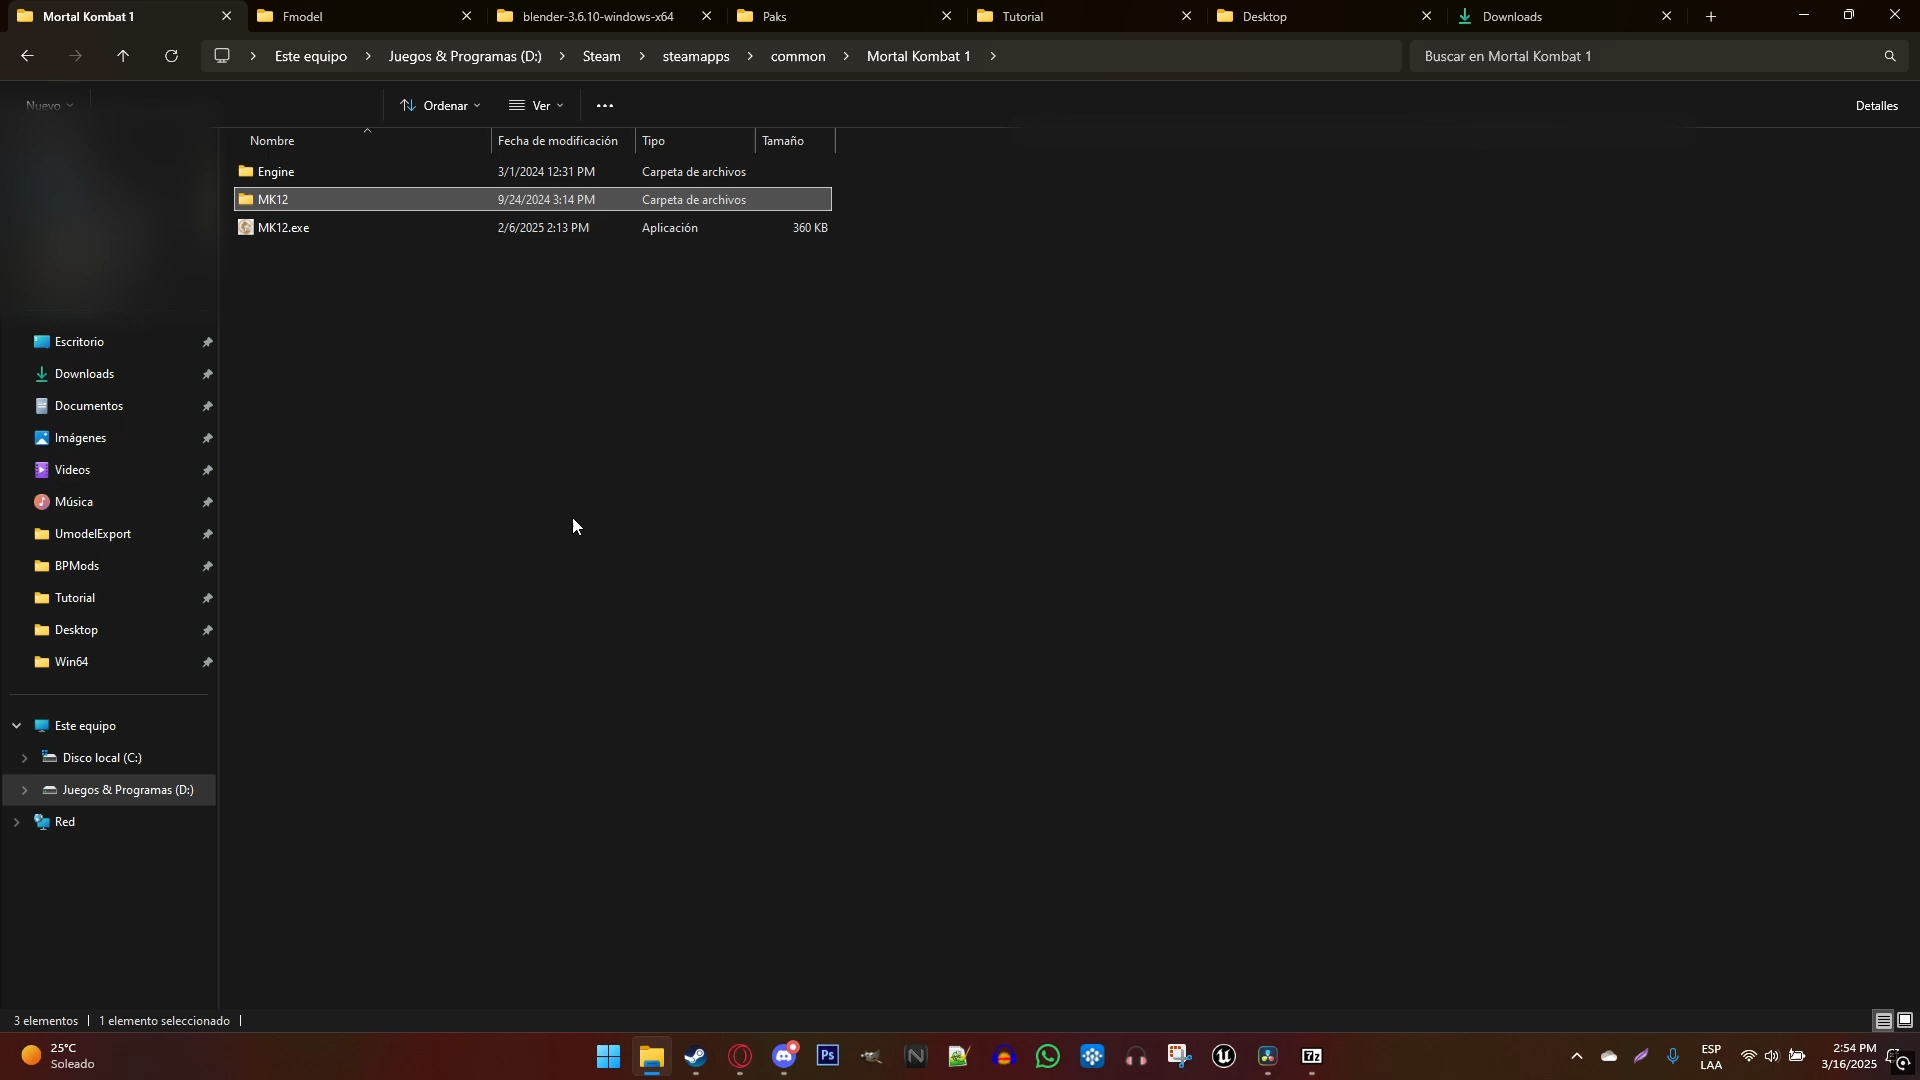 Mortal Kombat 1
Fmodel
blender-3.6.10-windows-x64
Paks
Tutorial
Desktop
Downloads
Este equipo
Juegos & Programas (D:)
Steam
steamapps
common
Mortal Kombat 1
Buscar en Mortal Kombat 1
Nuevo
Ordenar
Ver
Detalles
Nombre
Fecha de modificación
Tipo
Tamaño
Engine 3/1/2024 12:31 PM Carpeta de archivos
MK12 9/24/2024 3:14 PM Carpeta de archivos
MK12.exe 2/6/2025 2:13 PM Aplicación 360 KB
Escritorio
Downloads
Documentos
Imágenes
Videos
Música
UmodelExport
BPMods
Tutorial
Desktop
Win64
Este equipo
Disco local (C:)
Juegos & Programas (D:)
Red
3 elementos
1 elemento seleccionado
25°C
Soleado
Ps
N
7z
ESP
LAA
2:54 PM
3/16/2025